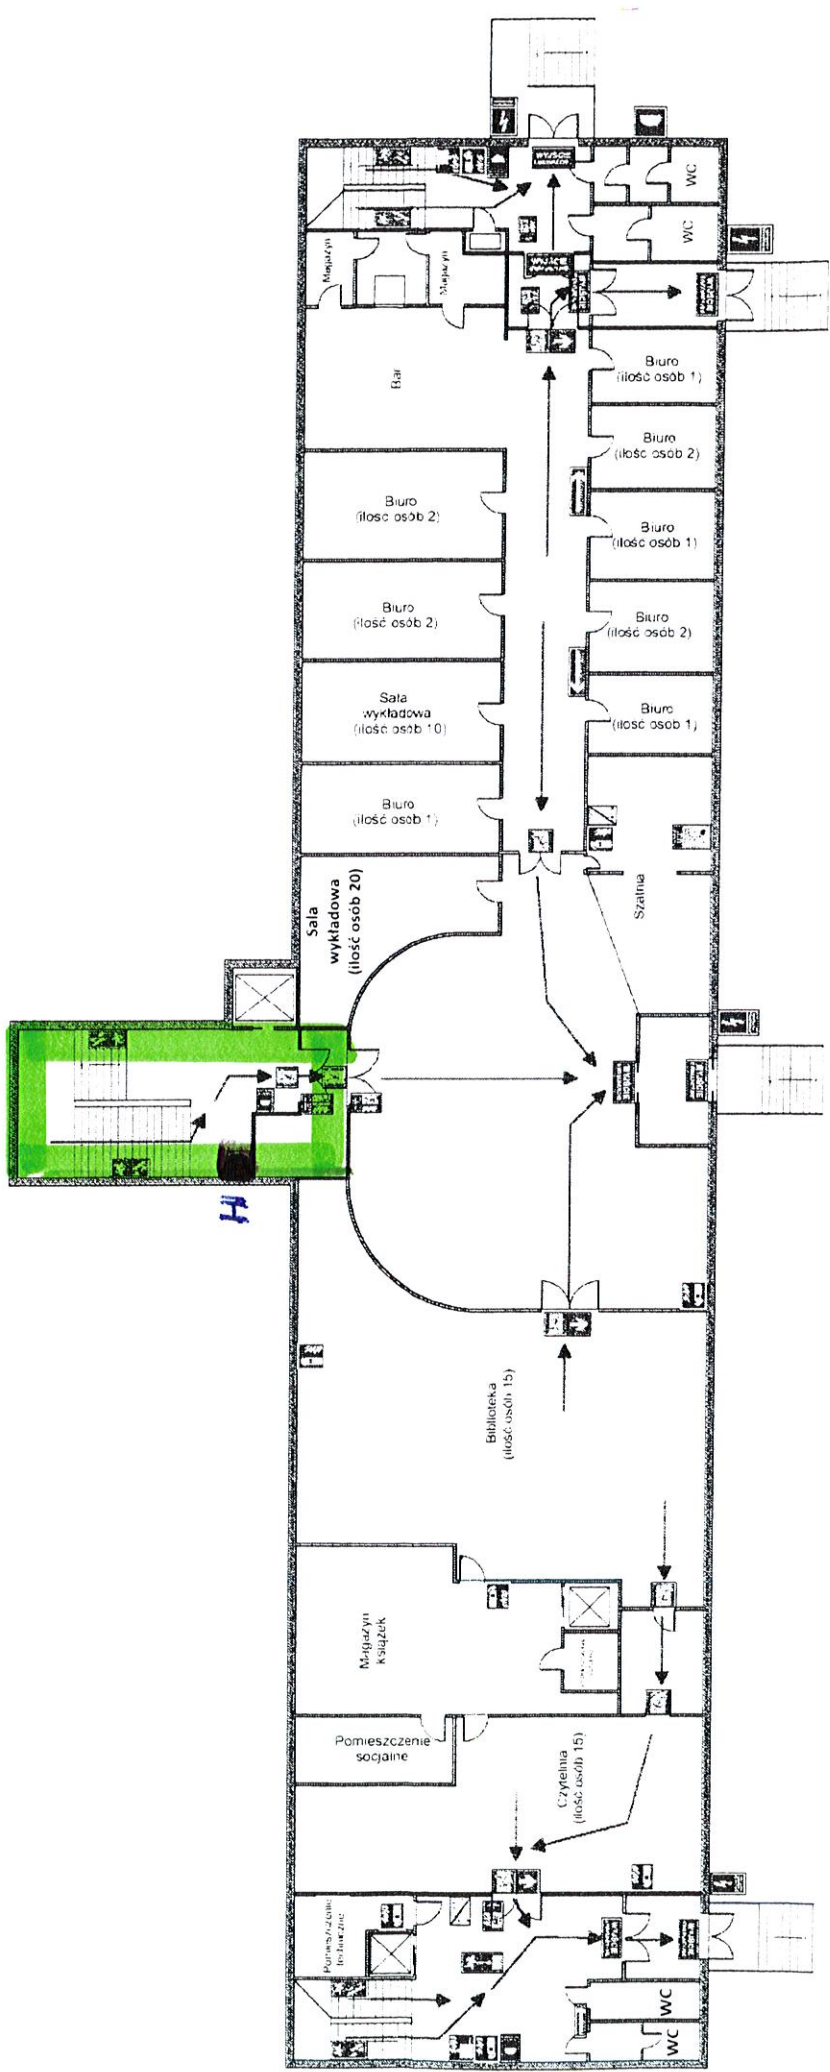 WC
WC
Magazyn
Magazyn
Bar
Biuro
(ilość osób 1)
Biuro
(ilość osób 2)
Biuro
(ilość osób 2)
Biuro
(ilość osób 1)
Biuro
(ilość osób 2)
Biuro
(ilość osób 2)
Sala
wykładowa
(ilość osób 10)
Biuro
(ilość osób 1)
Biuro
(ilość osób 1)
Sala
wykładowa
(ilość osób 20)
Szatnia
H
Biblioteka
(ilość osób 15)
Magazyn
książek
Pomieszczenie
socjalne
Czytelnia
(ilość osób 15)
Pomieszczenie
techniczne
WC
WC